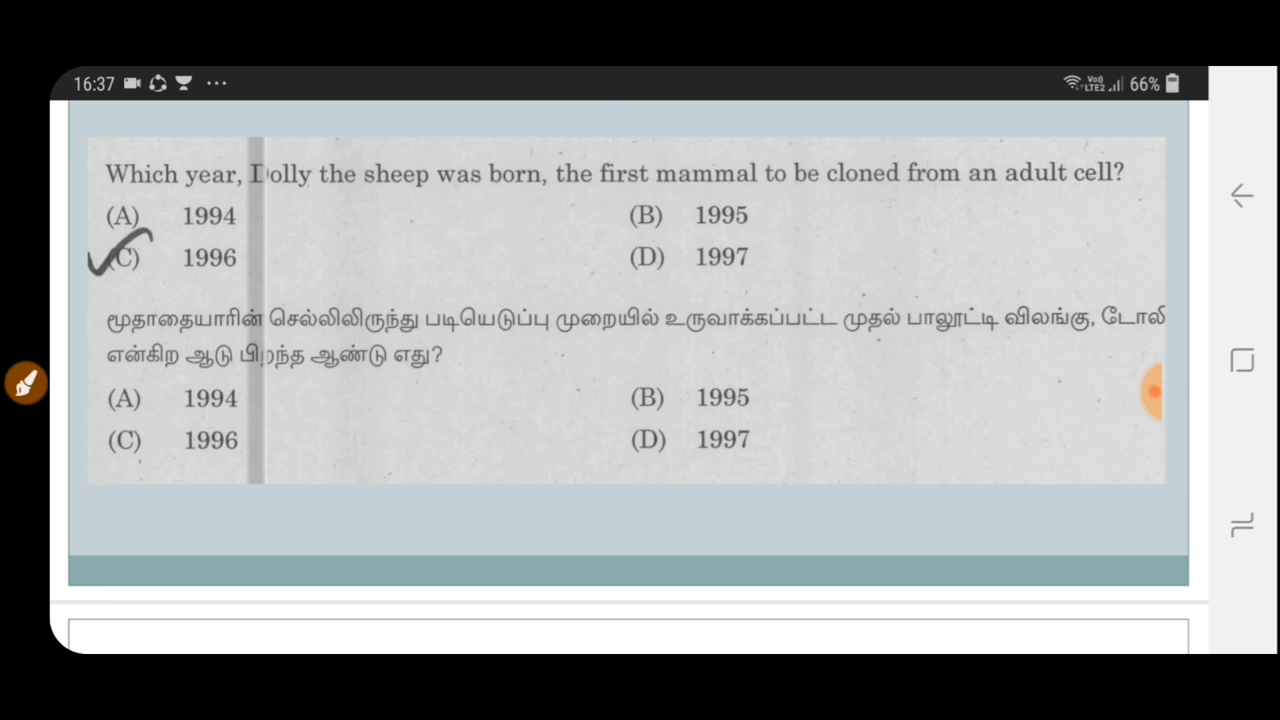 16:37 ...
Vo)) LTE2 66%
Which year, Dolly the sheep was born, the first mammal to be cloned from an adult cell?
(A) 1994 (B) 1995
(C) 1996 (D) 1997
மூதாதையாரின் செல்லிலிருந்து படியெடுப்பு முறையில் உருவாக்கப்பட்ட முதல் பாலூட்டி விலங்கு, டோலி
என்கிற ஆடு பிறந்த ஆண்டு எது?
(A) 1994 (B) 1995
(C) 1996 (D) 1997